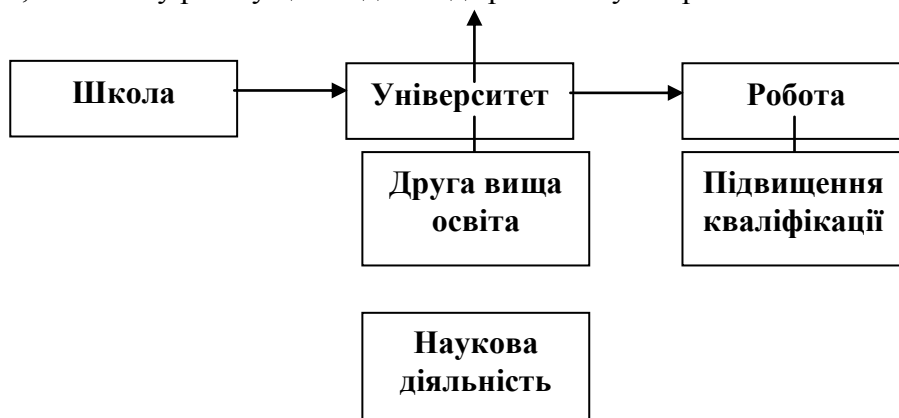 Школа
Університет
Робота
Друга вища
освіта
Підвищення
кваліфікації
Наукова
діяльність